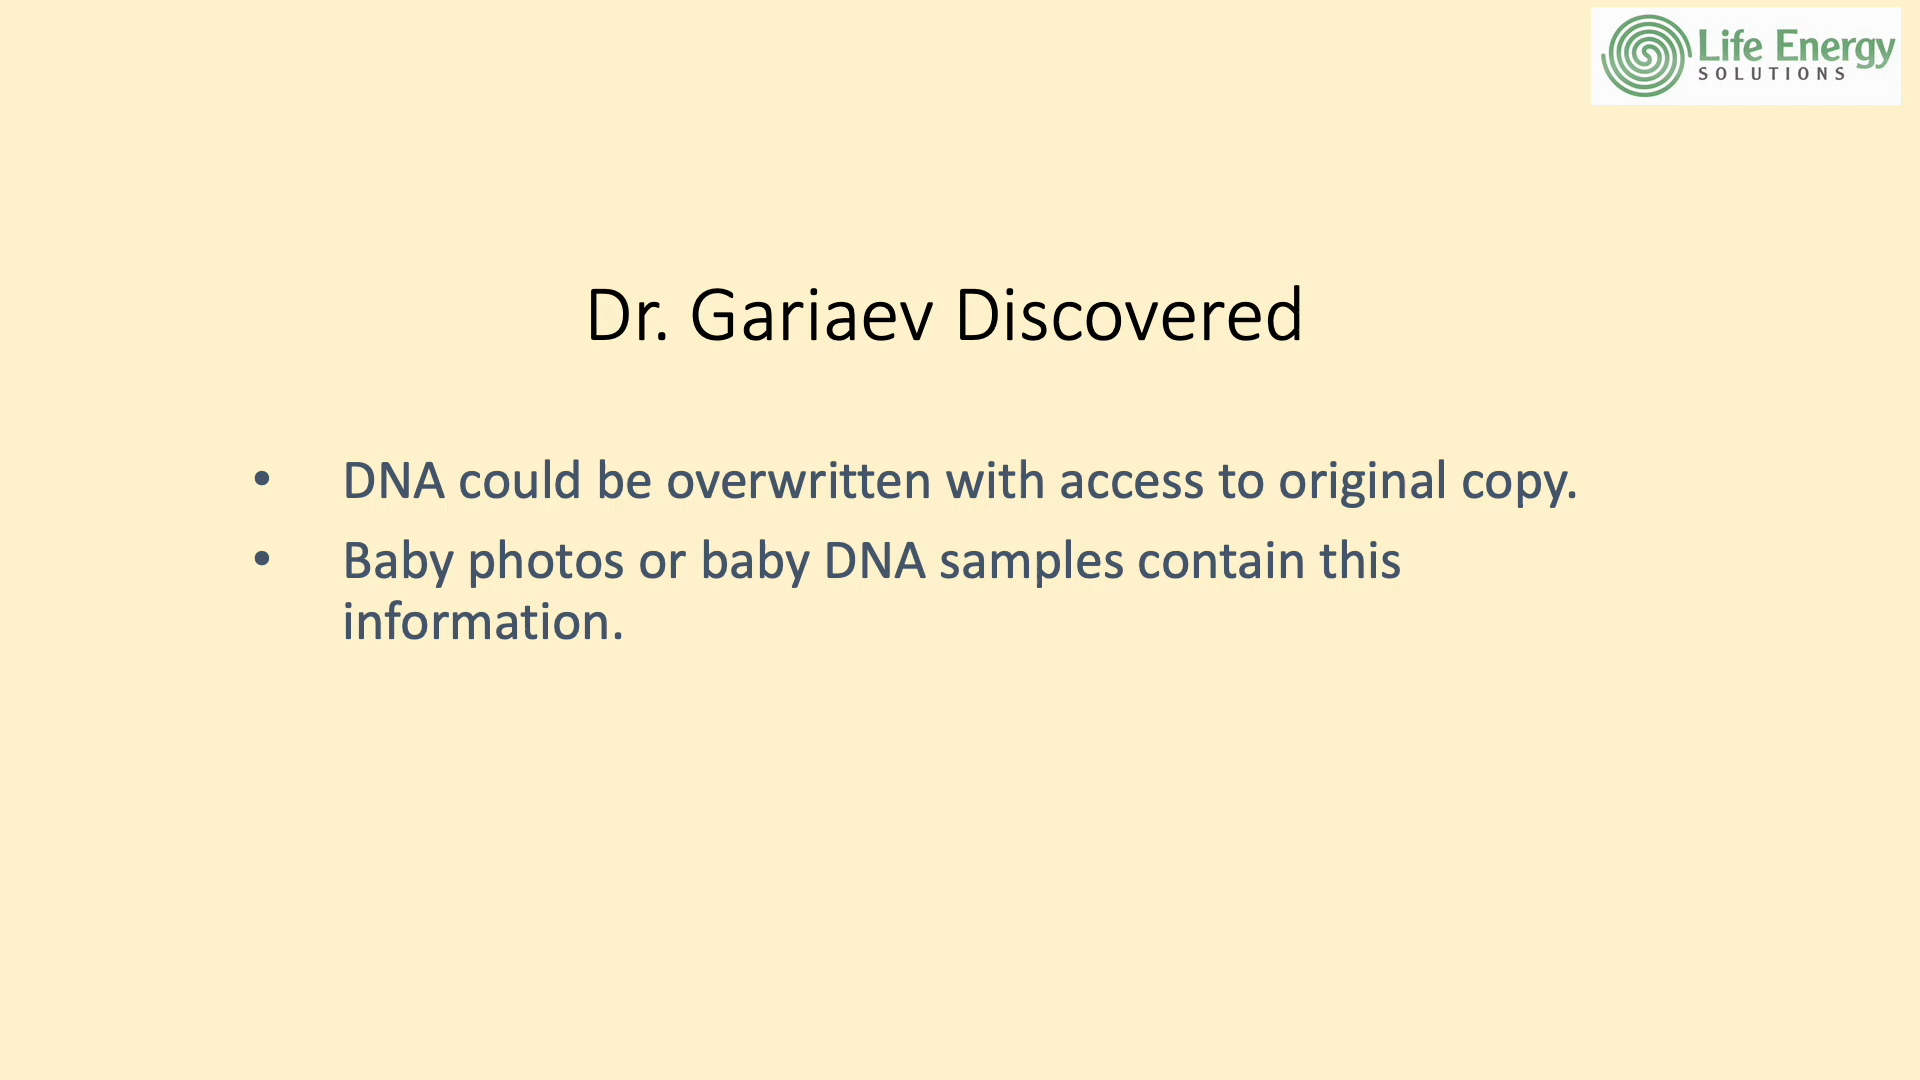 Life Energy
SOLUTIONS
Dr. Gariaev Discovered
• DNA could be overwritten with access to original copy.
• Baby photos or baby DNA samples contain this
information.